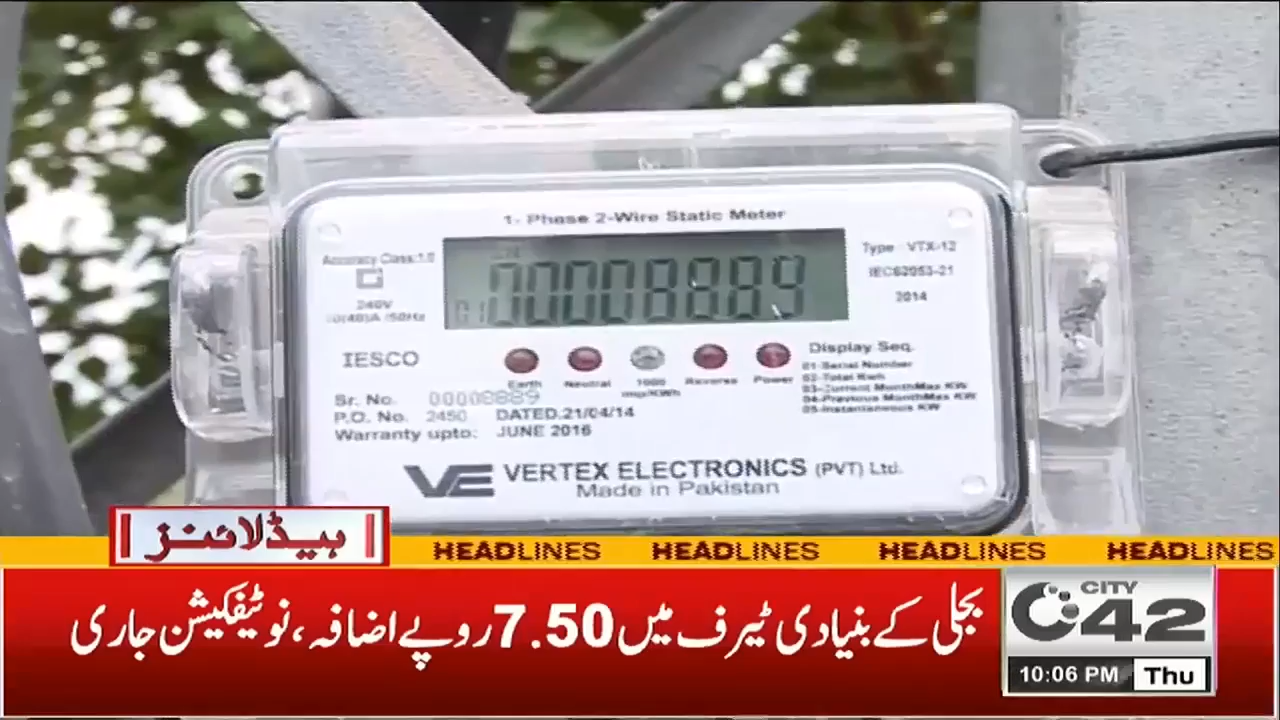 1- Phase 2-Wire Static Meter
Accuracy Class:1.0
240V
10(40)A /50Hz
01 00008889
Type VTX-12
IEC62053-21
2014
IESCO
Earth Neutral 1000 imp/KWh Reverse Power
Display Seq.
01-Serial Number
02-Total Kwh
03-Current MonthMax KW
04-Previous MonthMax KW
05-Instantaneous KW
Sr. No. 00008889
P.O. No. 2450 DATED.21/04/14
Warranty upto: JUNE 2016
VE VERTEX ELECTRONICS (PVT) Ltd.
Made in Pakistan
ہیڈلائنز
HEADLINES HEADLINES HEADLINES HEADLINES
بجلی کے بنیادی ٹیرف میں 7.50 روپے اضافہ، نوٹیفکیشن جاری
CITY
42
10:06 PM Thu